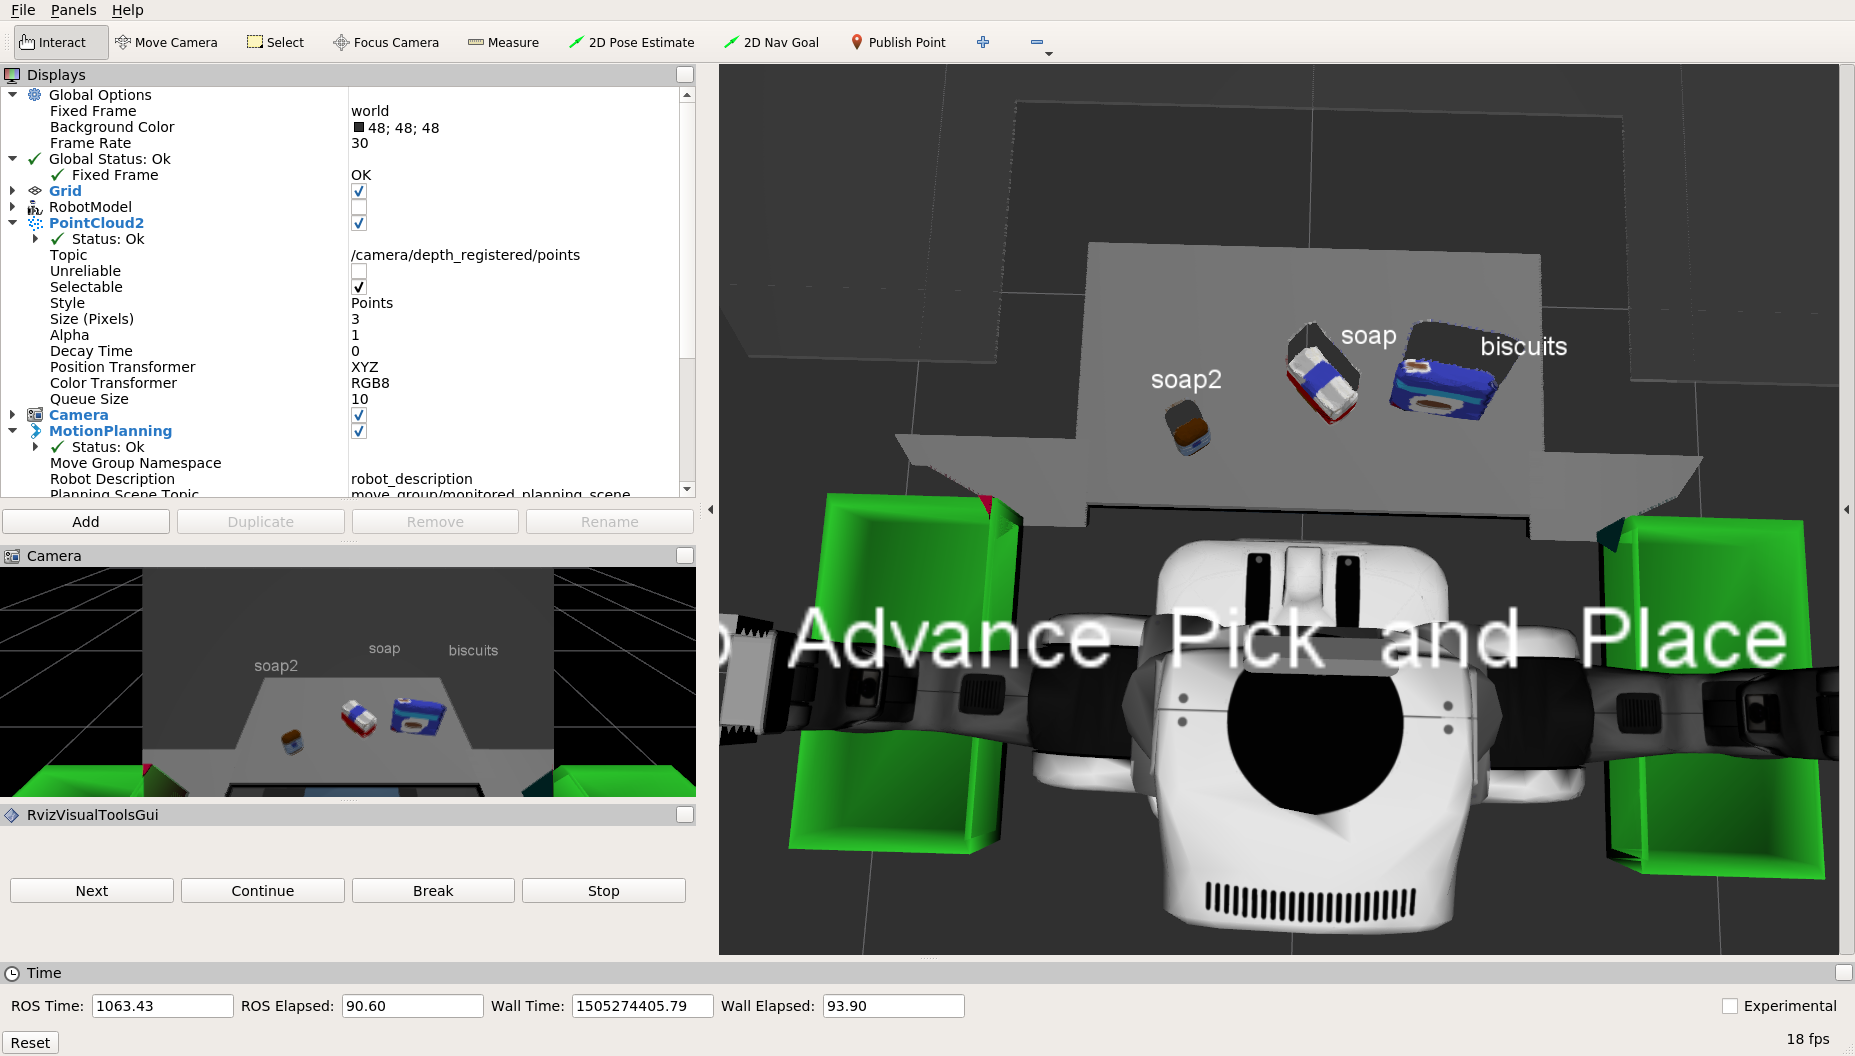 File Panels Help
Interact Move Camera Select Focus Camera Measure 2D Pose Estimate 2D Nav Goal Publish Point
Displays
Global Options
Fixed Frame world
Background Color 48; 48; 48
Frame Rate 30
Global Status: Ok
Fixed Frame OK
Grid
RobotModel
PointCloud2
Status: Ok
Topic /camera/depth_registered/points
Unreliable
Selectable
Style Points
Size (Pixels) 3
Alpha 1
Decay Time 0
Position Transformer XYZ
Color Transformer RGB8
Queue Size 10
Camera
MotionPlanning
Status: Ok
Move Group Namespace
Robot Description robot_description
Planning Scene Topic move_group/monitored_planning_scene
Add Duplicate Remove Rename
Camera
soap2 soap biscuits
RvizVisualToolsGui
Next Continue Break Stop
soap2 soap biscuits
Advance Pick and Place
Time
ROS Time: 1063.43 ROS Elapsed: 90.60 Wall Time: 1505274405.79 Wall Elapsed: 93.90 Experimental
Reset 18 fps